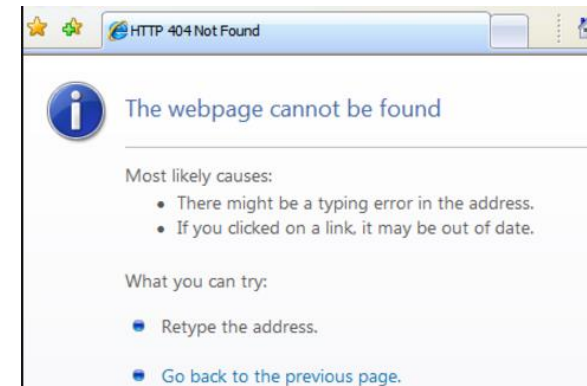 HTTP 404 Not Found
The webpage cannot be found
Most likely causes:
• There might be a typing error in the address.
• If you clicked on a link, it may be out of date.
What you can try:
Retype the address.
Go back to the previous page.